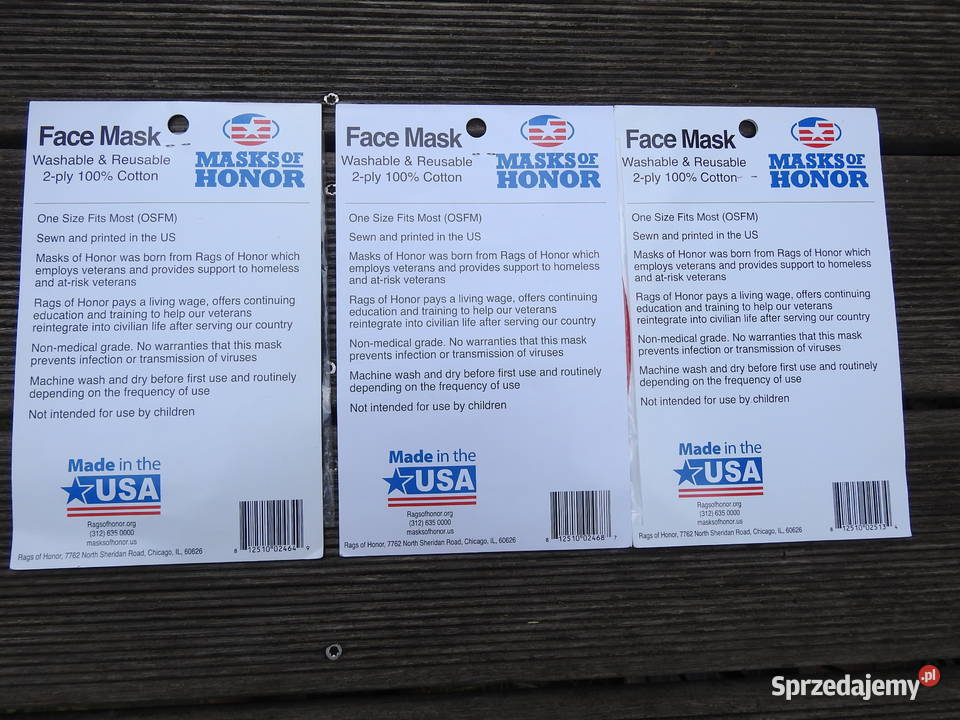 Face Mask
Washable & Reusable
2-ply 100% Cotton
MASKS OF
HONOR
One Size Fits Most (OSFM)
Sewn and printed in the US
Masks of Honor was born from Rags of Honor which
employs veterans and provides support to homeless
and at-risk veterans
Rags of Honor pays a living wage, offers continuing
education and training to help our veterans
reintegrate into civilian life after serving our country
Non-medical grade. No warranties that this mask
prevents infection or transmission of viruses
Machine wash and dry before first use and routinely
depending on the frequency of use
Not intended for use by children
Made in the
USA
Ragsofhonor.org
(312) 635 0000
masksofhonor.us
Rags of Honor, 7762 North Sheridan Road, Chicago, IL, 60626
8 12510 02464 9
Face Mask
Washable & Reusable
2-ply 100% Cotton
MASKS OF
HONOR
One Size Fits Most (OSFM)
Sewn and printed in the US
Masks of Honor was born from Rags of Honor which
employs veterans and provides support to homeless
and at-risk veterans
Rags of Honor pays a living wage, offers continuing
education and training to help our veterans
reintegrate into civilian life after serving our country
Non-medical grade. No warranties that this mask
prevents infection or transmission of viruses
Machine wash and dry before first use and routinely
depending on the frequency of use
Not intended for use by children
Made in the
USA
Ragsofhonor.org
(312) 635 0000
masksofhonor.us
Rags of Honor, 7762 North Sheridan Road, Chicago, IL, 60626
8 12510 02468 7
Face Mask
Washable & Reusable
2-ply 100% Cotton
MASKS OF
HONOR
One Size Fits Most (OSFM)
Sewn and printed in the US
Masks of Honor was born from Rags of Honor which
employs veterans and provides support to homeless
and at-risk veterans
Rags of Honor pays a living wage, offers continuing
education and training to help our veterans
reintegrate into civilian life after serving our country
Non-medical grade. No warranties that this mask
prevents infection or transmission of viruses
Machine wash and dry before first use and routinely
depending on the frequency of use
Not intended for use by children
Made in the
USA
Ragsofhonor.org
(312) 635 0000
masksofhonor.us
Rags of Honor, 7762 North Sheridan Road, Chicago, IL, 60626
8 12510 02513 4
Sprzedajemy.pl